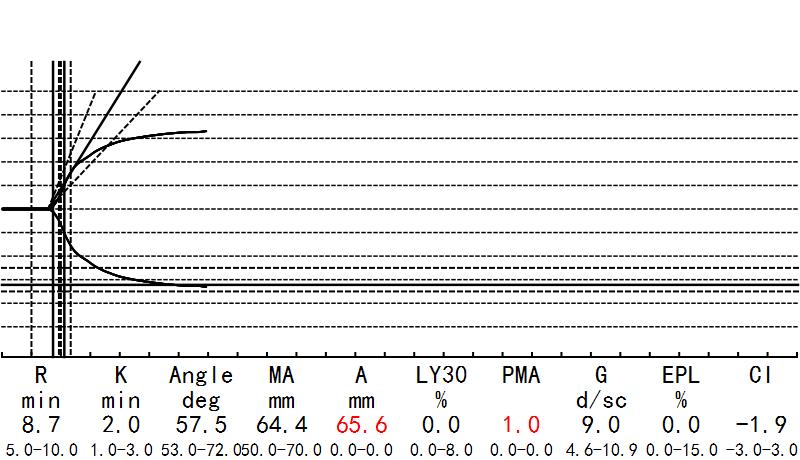 R K Angle MA A LY30 PMA G EPL CI
min min deg mm mm % d/sc %
8.7 2.0 57.5 64.4 65.6 0.0 1.0 9.0 0.0 -1.9
5.0-10.0 1.0-3.0 53.0-72.0 50.0-70.0 0.0-0.0 0.0-8.0 0.0-0.0 4.6-10.9 0.0-15.0 -3.0-3.0